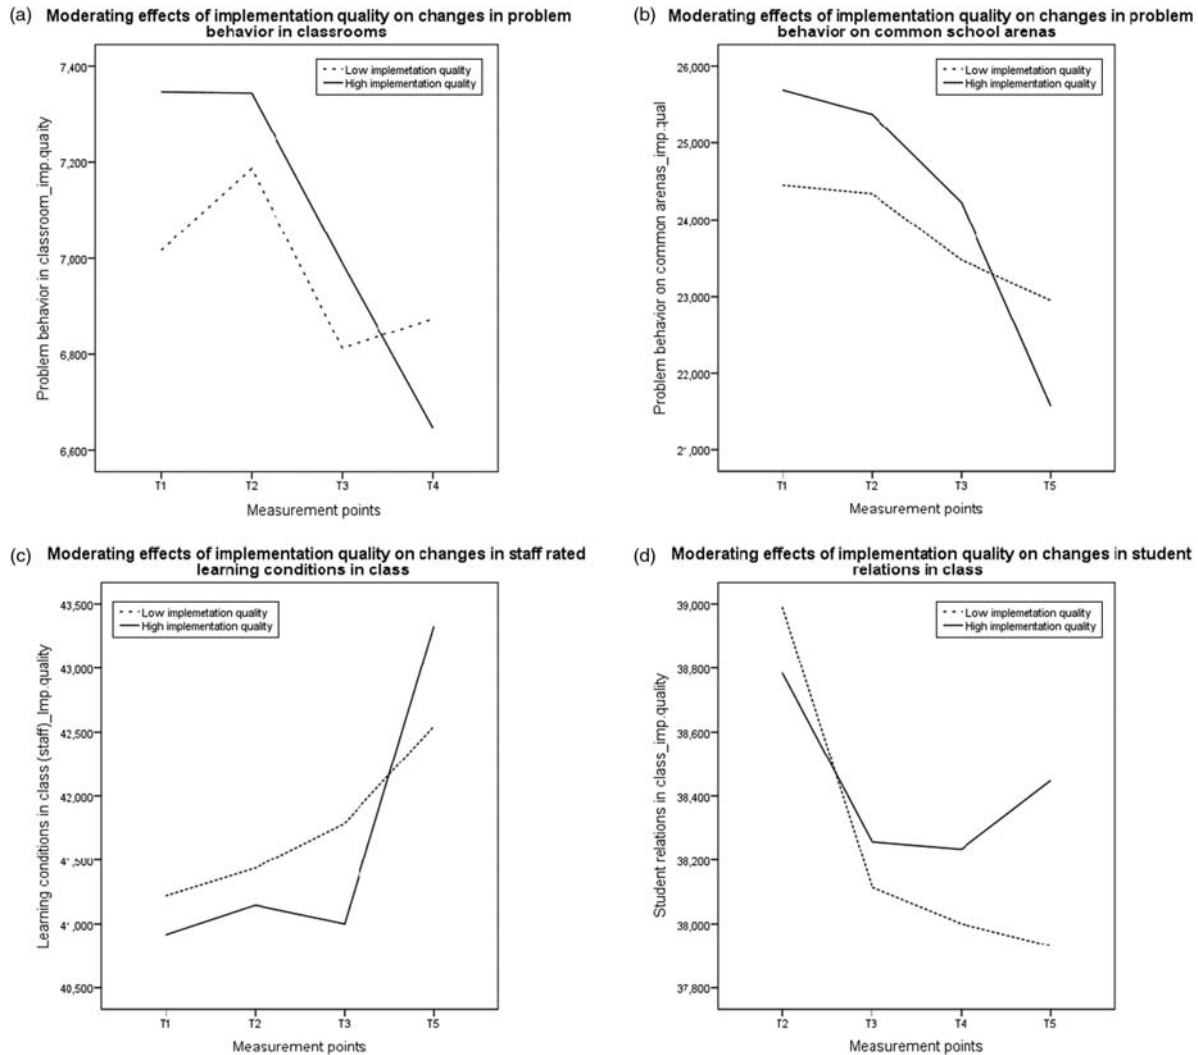 (a) Moderating effects of implementation quality on changes in problem
behavior in classrooms
Low implemetation quality
High implementation quality
7,400
7,200
7,000
6,800
6,600
Problem behavior in classroom_imp.quality
T1 T2 T3 T4
Measurement points
(b) Moderating effects of implementation quality on changes in problem
behavior on common school arenas
Low implemetation quality
High implementation quality
26,000
25,000
24,000
23,000
22,000
21,000
Problem behavior on common arenas_imp.qual
T1 T2 T3 T5
Measurement points
(c) Moderating effects of implementation quality on changes in staff rated
learning conditions in class
Low implemetation quality
High implementation quality
43,500
43,000
42,500
42,000
41,500
41,000
40,500
Learning conditions in class (staff)_Imp.quality
T1 T2 T3 T5
Measurement points
(d) Moderating effects of implementation quality on changes in student
relations in class
Low implemetation quality
High implementation quality
39,000
38,800
38,600
38,400
38,200
38,000
37,800
Student relations in class_imp.quality
T2 T3 T4 T5
Measurement points